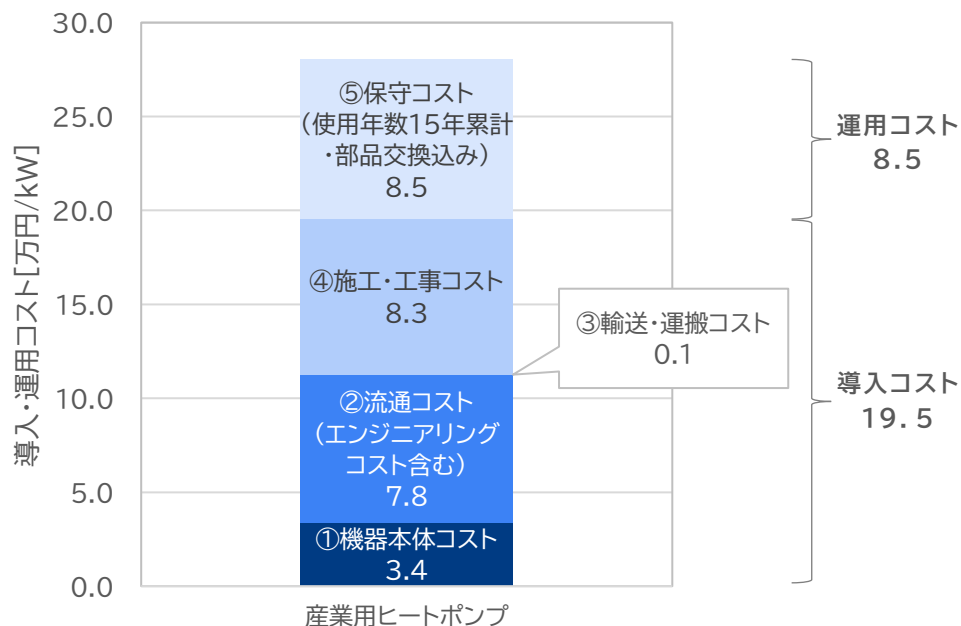 導入・運用コスト[万円/kW]
30.0
25.0
20.0
15.0
10.0
5.0
0.0
⑤保守コスト
（使用年数15年累計
・部品交換込み）
8.5
④施工・工事コスト
8.3
③輸送・運搬コスト
0.1
②流通コスト
（エンジニアリング
コスト含む）
7.8
①機器本体コスト
3.4
産業用ヒートポンプ
運用コスト
8.5
導入コスト
19.5